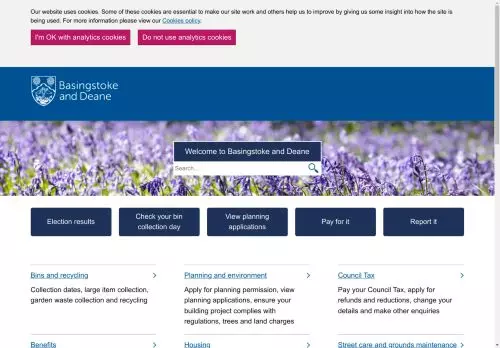 Our website uses cookies. Some of these cookies are essential to make our site work and others help us to improve by giving us some insight into how the site is
being used. For more information please view our Cookies policy.
I'm OK with analytics cookies
Do not use analytics cookies
Basingstoke
and Deane
Welcome to Basingstoke and Deane
Search...
Election results
Check your bin
collection day
View planning
applications
Pay for it
Report it
Bins and recycling
Collection dates, large item collection,
garden waste collection and recycling
Planning and environment
Apply for planning permission, view
planning applications, ensure your
building project complies with
regulations, trees and land charges
Council Tax
Pay your Council Tax, apply for
refunds and reductions, change your
details and make other enquiries
Benefits
Housing
Street care and grounds maintenance